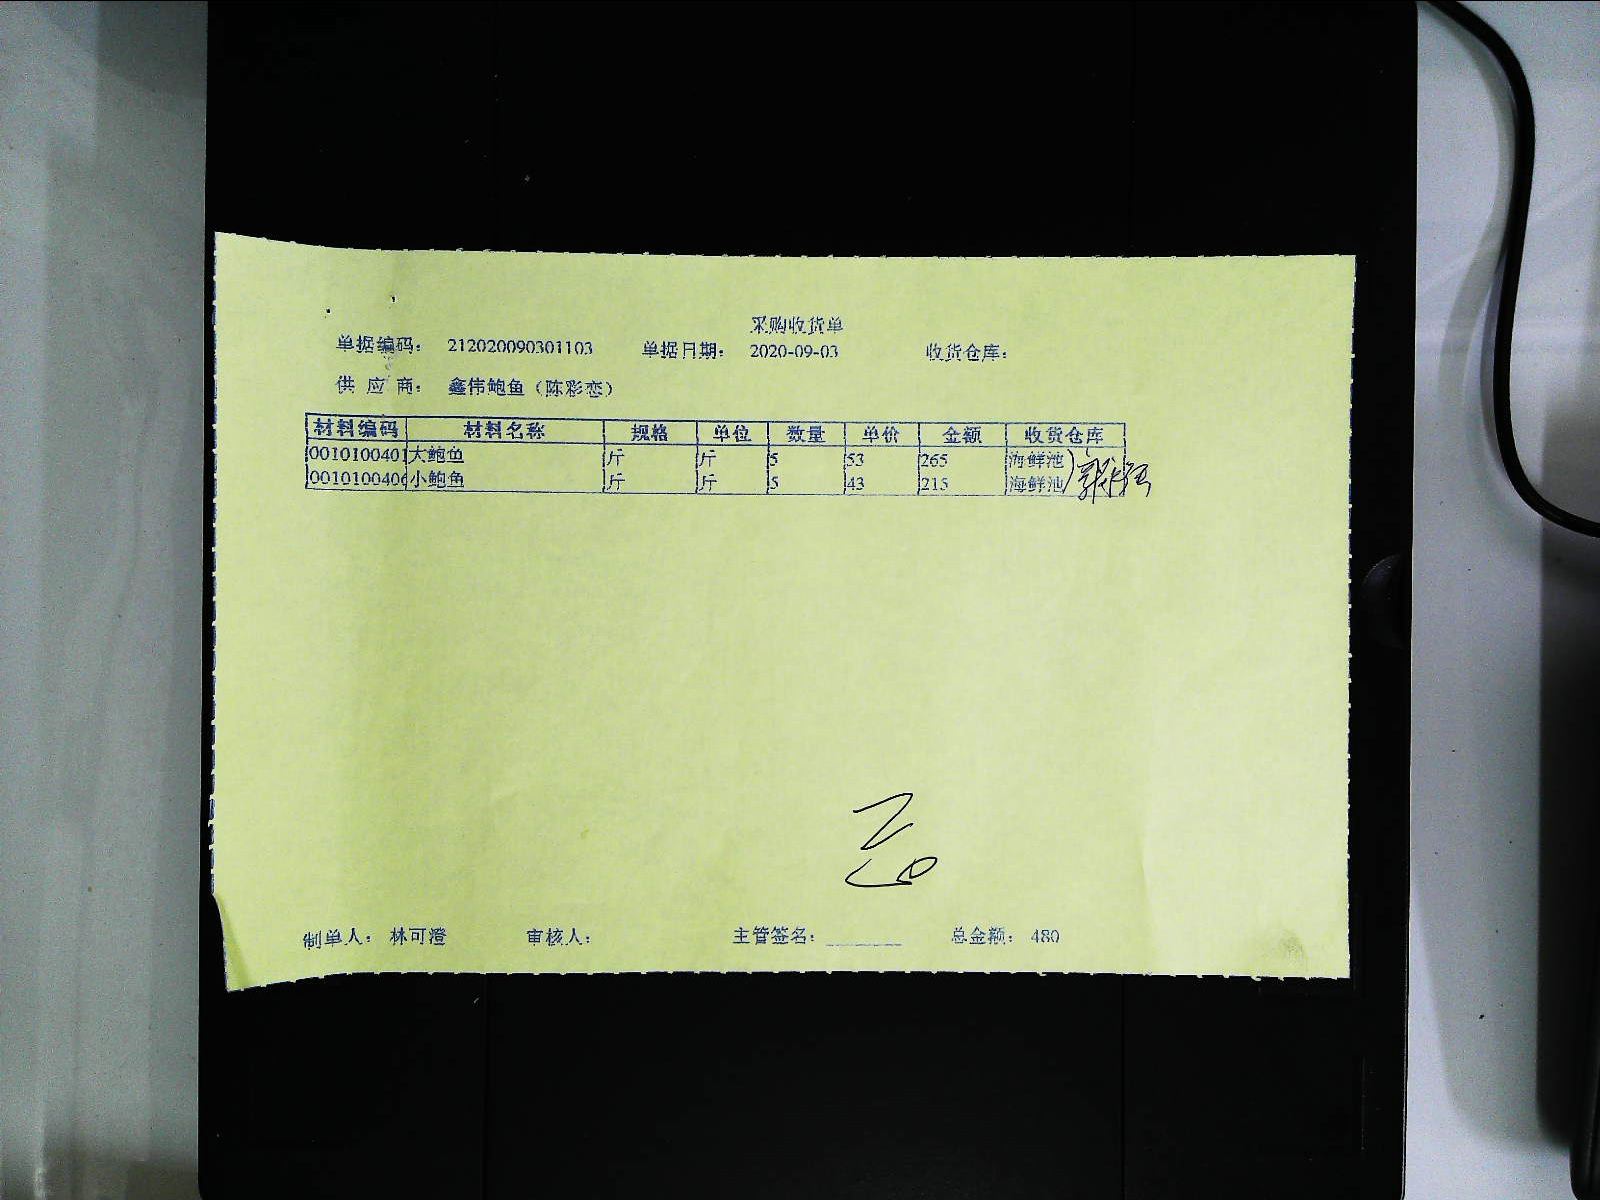 采购收货单
单据编码： 212020090301103 单据日期： 2020-09-03 收货仓库：
供 应 商： 鑫伟鲍鱼（陈彩恋）
材料编码 材料名称 规格 单位 数量 单价 金额 收货仓库
0010100401 大鲍鱼 斤 斤 5 53 265 海鲜池
0010100406 小鲍鱼 斤 斤 5 43 215 海鲜池
制单人： 林可澄 审核人： 主管签名： 总金额： 480